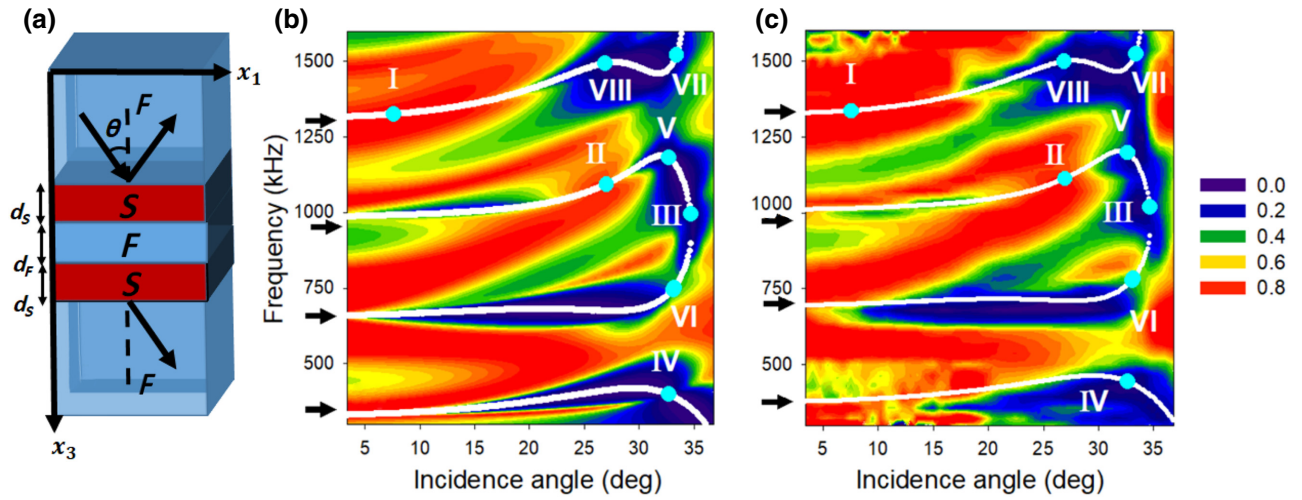 (a)
x₁
F
θ
S
F
S
F
dₛ
d_F
dₛ
x₃
(b)
Frequency (kHz)
1500
1250
1000
750
500
I
II
III
IV
V
VI
VII
VIII
5 10 15 20 25 30 35
Incidence angle (deg)
(c)
1500
1250
1000
750
500
I
II
III
IV
V
VI
VII
VIII
5 10 15 20 25 30 35
Incidence angle (deg)
0.0
0.2
0.4
0.6
0.8